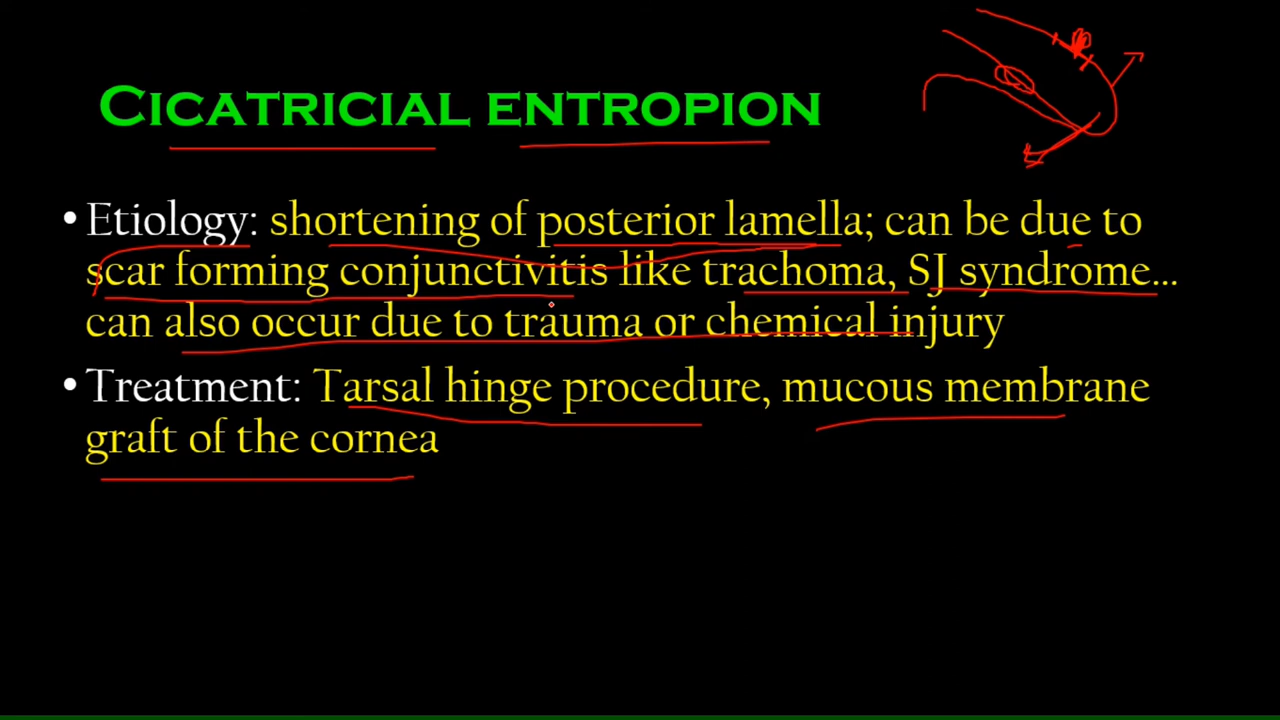 CICATRICIAL ENTROPION
• Etiology: shortening of posterior lamella; can be due to
scar forming conjunctivitis like trachoma, SJ syndrome...
can also occur due to trauma or chemical injury
• Treatment: Tarsal hinge procedure, mucous membrane
graft of the cornea